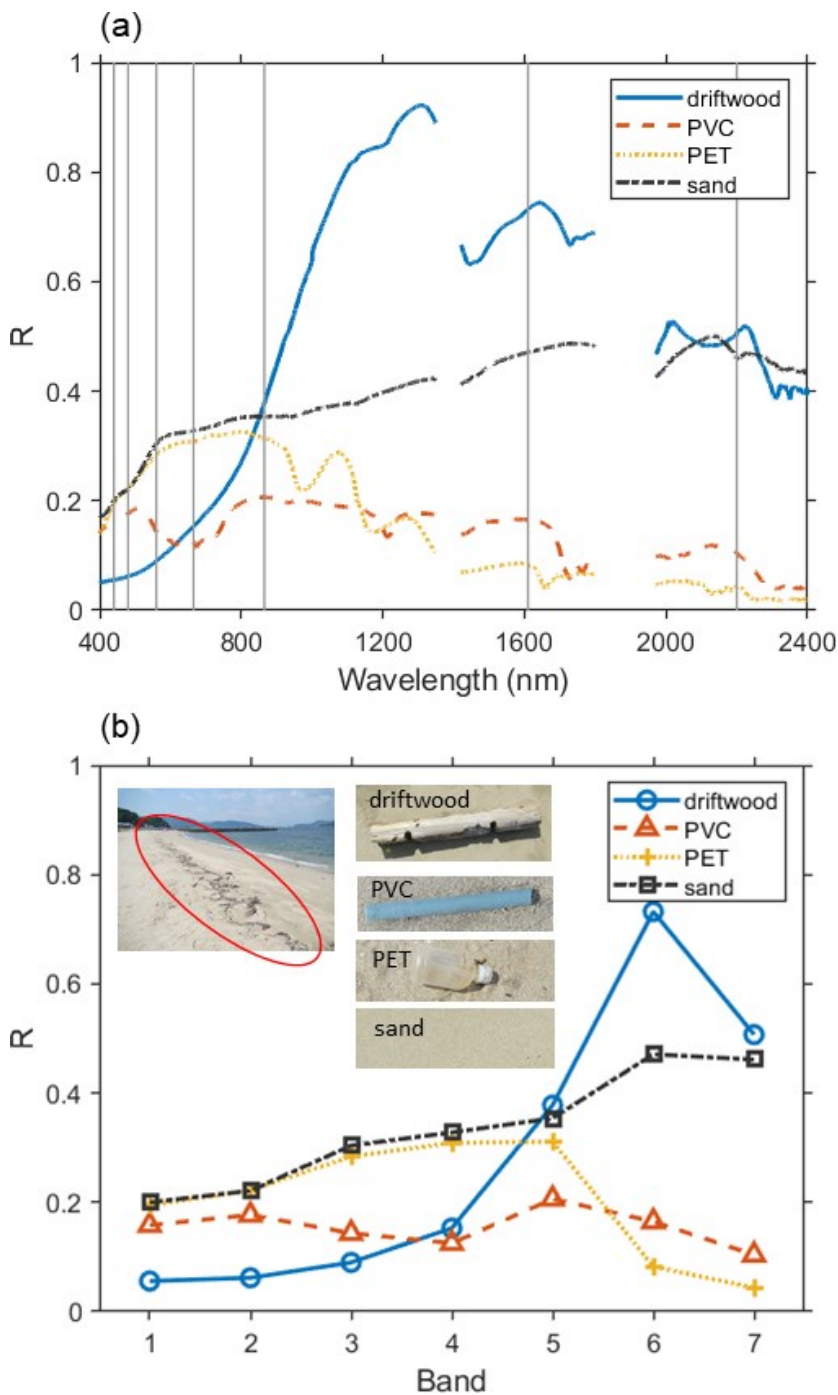 (a)
1
0.8
0.6
0.4
0.2
0
R
driftwood
PVC
PET
sand
400 800 1200 1600 2000 2400
Wavelength (nm)
(b)
1
0.8
0.6
0.4
0.2
0
R
driftwood
PVC
PET
sand
driftwood
PVC
PET
sand
1 2 3 4 5 6 7
Band